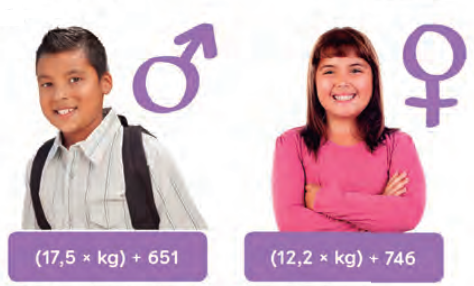 (17,5 × kg) + 651
(12,2 × kg) + 746